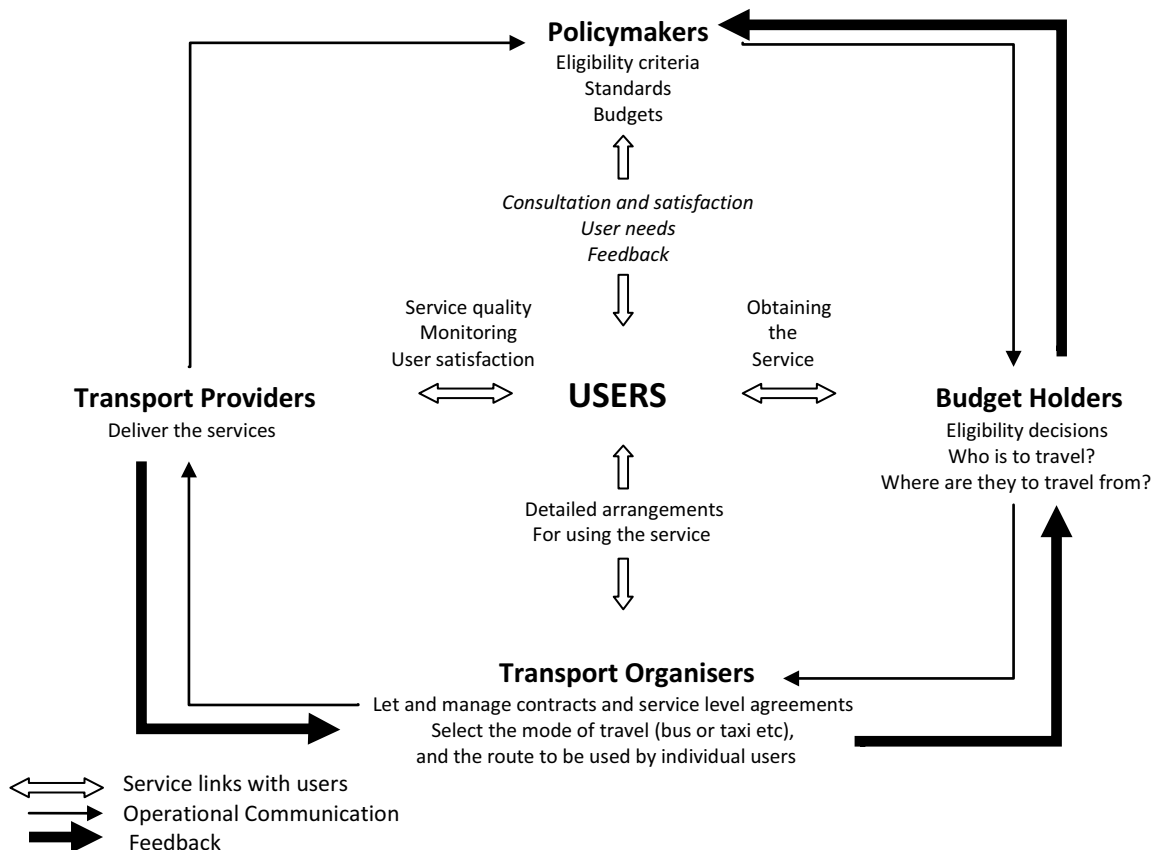 Policymakers
Eligibility criteria
Standards
Budgets
Consultation and satisfaction
User needs
Feedback
Service quality
Monitoring
User satisfaction
Obtaining
the
Service
Transport Providers
Deliver the services
USERS
Budget Holders
Eligibility decisions
Who is to travel?
Where are they to travel from?
Detailed arrangements
For using the service
Transport Organisers
Let and manage contracts and service level agreements
Select the mode of travel (bus or taxi etc),
and the route to be used by individual users
Service links with users
Operational Communication
Feedback